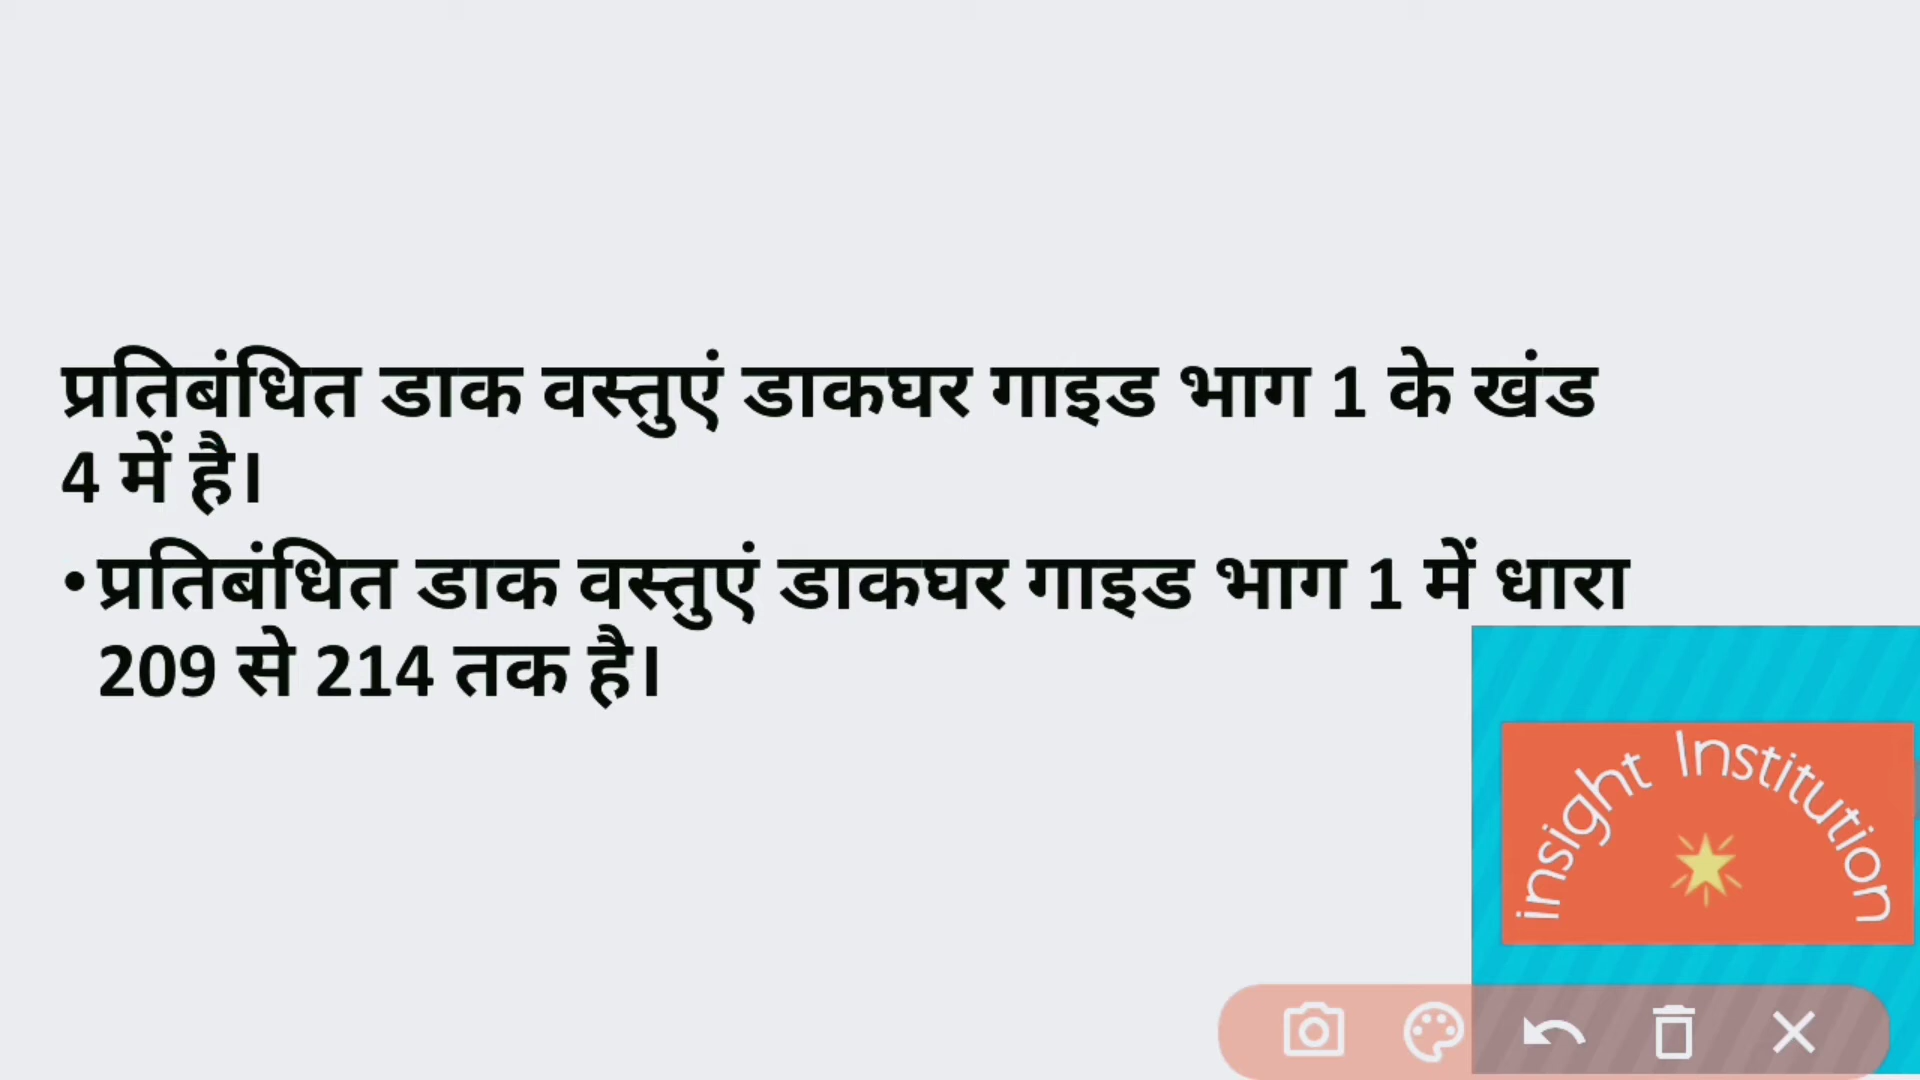 प्रतिबंधित डाक वस्तुएं डाकघर गाइड भाग 1 के खंड
4 में है।
•प्रतिबंधित डाक वस्तुएं डाकघर गाइड भाग 1 में धारा
209 से 214 तक है।
insight Institution